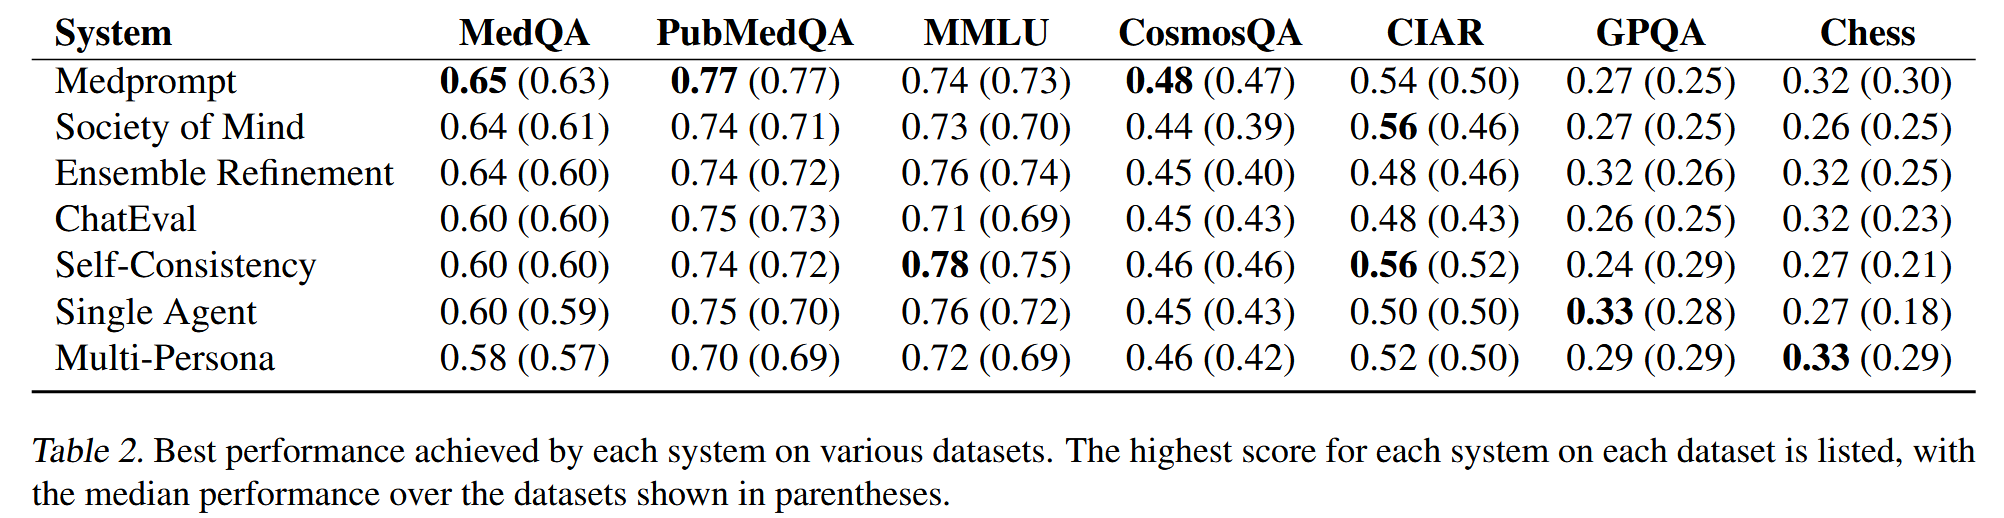 System MedQA PubMedQA MMLU CosmosQA CIAR GPQA Chess
Medprompt 0.65 (0.63) 0.77 (0.77) 0.74 (0.73) 0.48 (0.47) 0.54 (0.50) 0.27 (0.25) 0.32 (0.30)
Society of Mind 0.64 (0.61) 0.74 (0.71) 0.73 (0.70) 0.44 (0.39) 0.56 (0.46) 0.27 (0.25) 0.26 (0.25)
Ensemble Refinement 0.64 (0.60) 0.74 (0.72) 0.76 (0.74) 0.45 (0.40) 0.48 (0.46) 0.32 (0.26) 0.32 (0.25)
ChatEval 0.60 (0.60) 0.75 (0.73) 0.71 (0.69) 0.45 (0.43) 0.48 (0.43) 0.26 (0.25) 0.32 (0.23)
Self-Consistency 0.60 (0.60) 0.74 (0.72) 0.78 (0.75) 0.46 (0.46) 0.56 (0.52) 0.24 (0.29) 0.27 (0.21)
Single Agent 0.60 (0.59) 0.75 (0.70) 0.76 (0.72) 0.45 (0.43) 0.50 (0.50) 0.33 (0.28) 0.27 (0.18)
Multi-Persona 0.58 (0.57) 0.70 (0.69) 0.72 (0.69) 0.46 (0.42) 0.52 (0.50) 0.29 (0.29) 0.33 (0.29)
Table 2. Best performance achieved by each system on various datasets. The highest score for each system on each dataset is listed, with
the median performance over the datasets shown in parentheses.